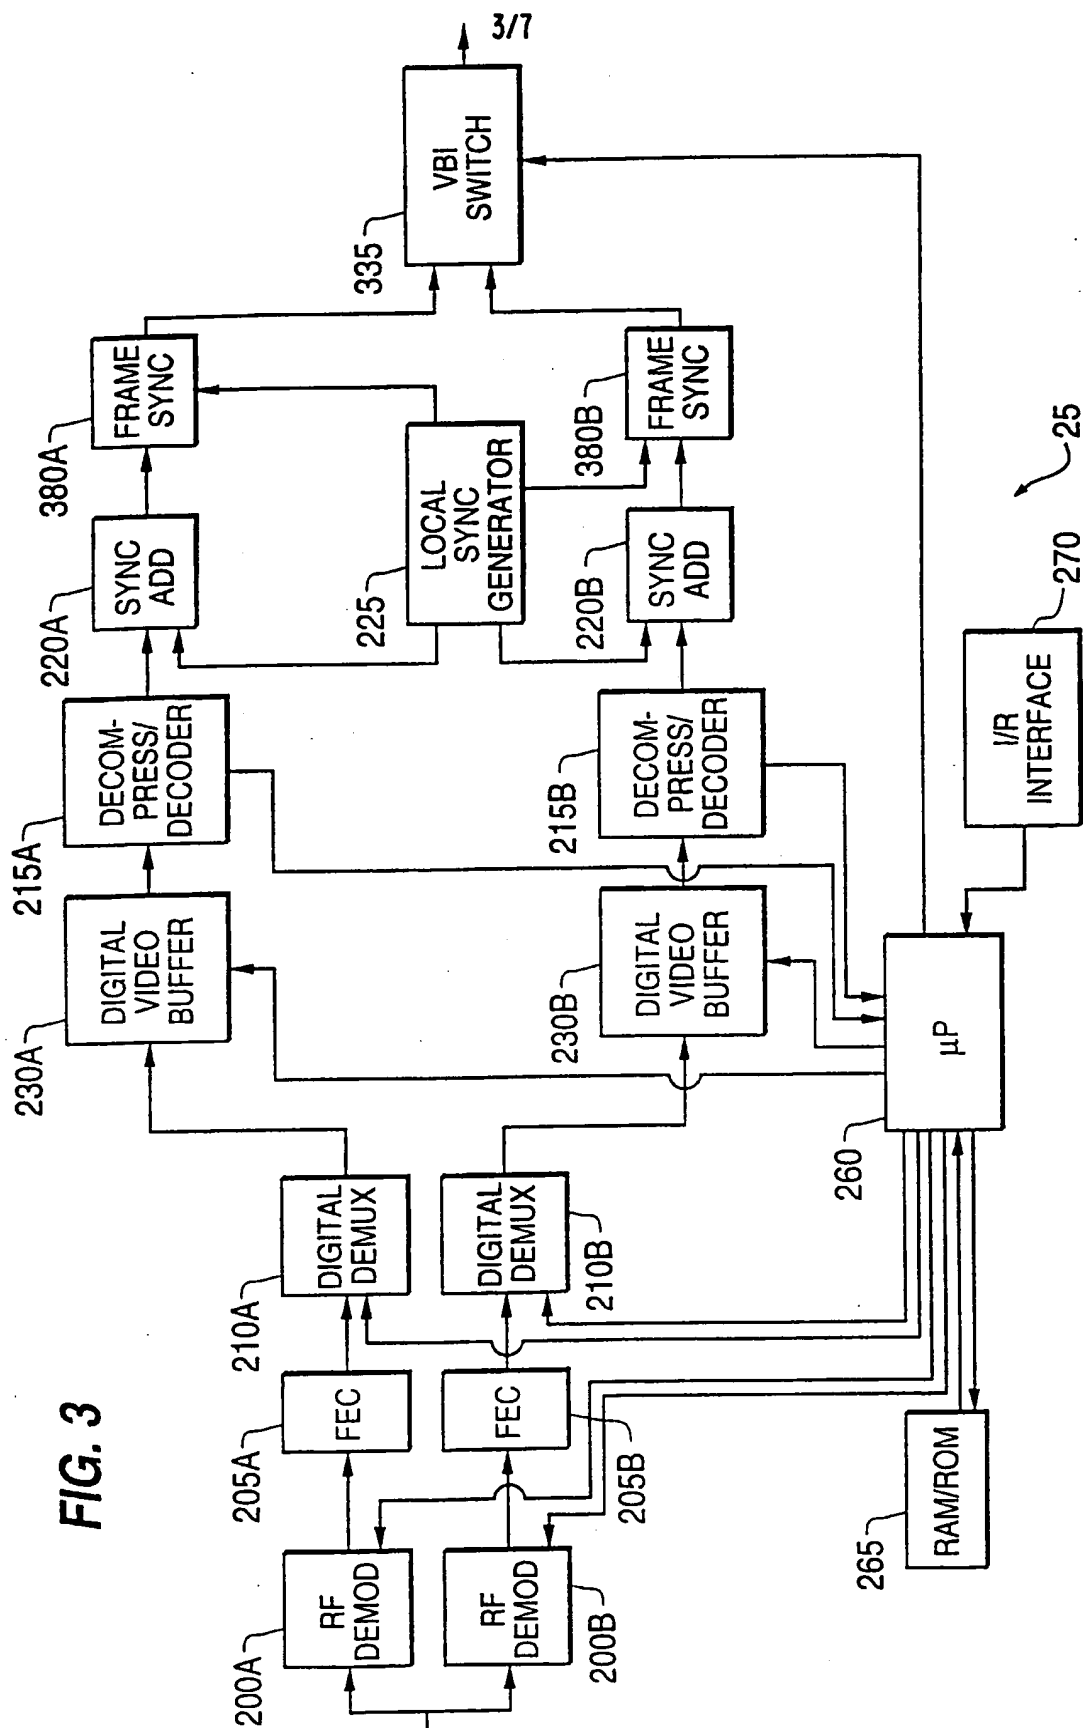 FIG. 3
200A
RF
DEMOD
205A
FEC
210A
DIGITAL
DEMUX
230A
DIGITAL
VIDEO
BUFFER
215A
DECOM-
PRESS/
DECODER
220A
SYNC
ADD
380A
FRAME
SYNC
335
VBI
SWITCH
3/7
225
LOCAL
SYNC
GENERATOR
RF
DEMOD
200B
FEC
205B
DIGITAL
DEMUX
210B
230B
DIGITAL
VIDEO
BUFFER
215B
DECOM-
PRESS/
DECODER
220B
SYNC
ADD
380B
FRAME
SYNC
265
RAM/ROM
260
μP
270
I/R
INTERFACE
25